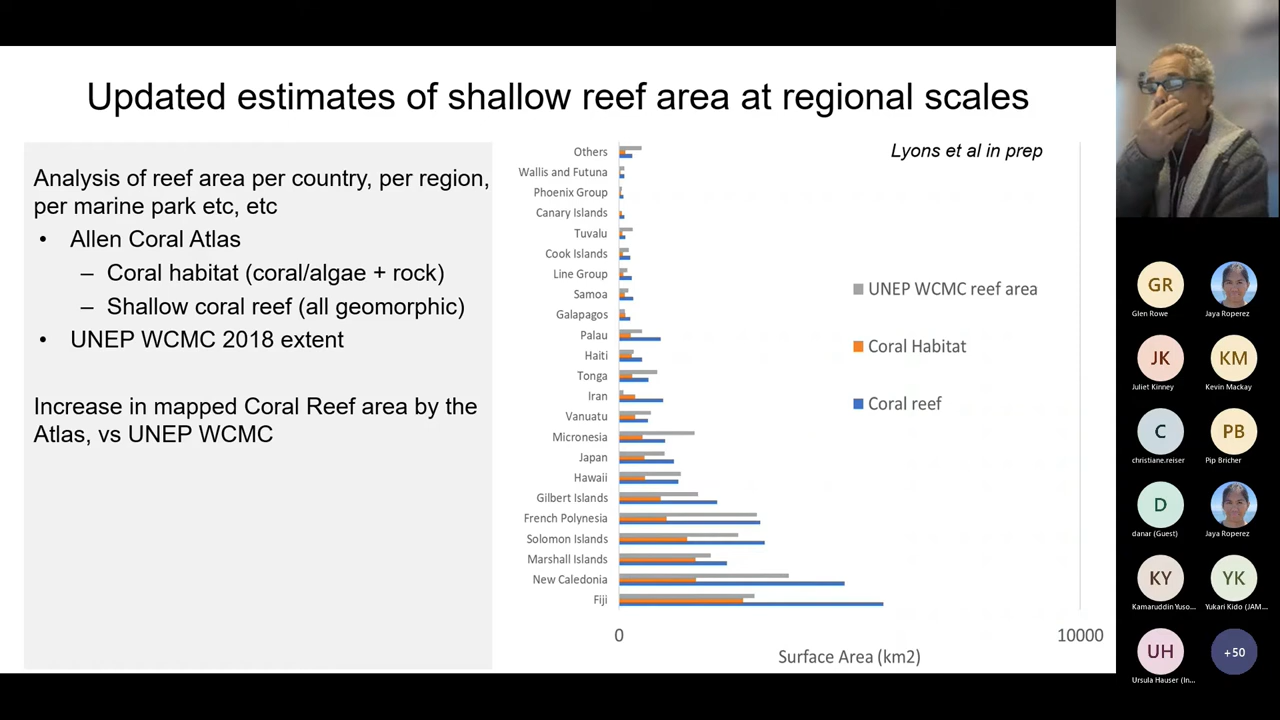 Updated estimates of shallow reef area at regional scales
Analysis of reef area per country, per region,
per marine park etc, etc
• Allen Coral Atlas
– Coral habitat (coral/algae + rock)
– Shallow coral reef (all geomorphic)
• UNEP WCMC 2018 extent
Increase in mapped Coral Reef area by the
Atlas, vs UNEP WCMC
Lyons et al in prep
Others
Wallis and Futuna
Phoenix Group
Canary Islands
Tuvalu
Cook Islands
Line Group
Samoa
Galapagos
Palau
Haiti
Tonga
Iran
Vanuatu
Micronesia
Japan
Hawaii
Gilbert Islands
French Polynesia
Solomon Islands
Marshall Islands
New Caledonia
Fiji
UNEP WCMC reef area
Coral Habitat
Coral reef
0
10000
Surface Area (km2)
GR
Glen Rowe
Jaya Roperez
JK
Juliet Kinney
KM
Kevin Mackay
C
christiane.reiser
PB
Pip Bricher
D
danar (Guest)
Jaya Roperez
KY
Kamaruddin Yuso...
YK
Yukari Kido (JAM...
UH
Ursula Hauser (In...
+50